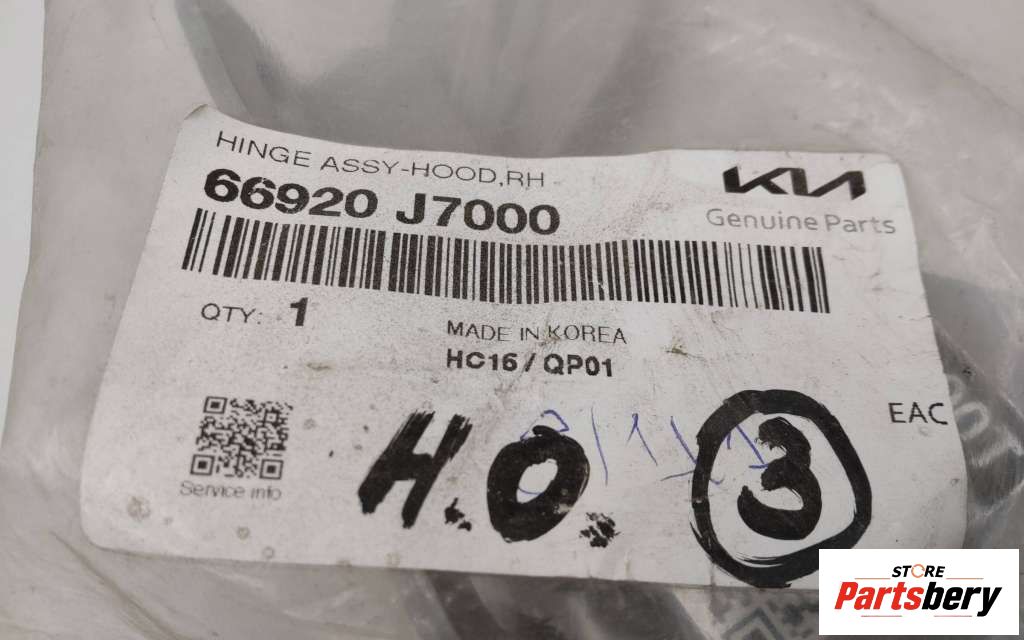 HINGE ASSY-HOOD,RH
66920 J7000
KIA
Genuine Parts
QTY: 1
MADE IN KOREA
HC16 / QP01
EAC
Service info
H.O.
3
STORE
Partsbery